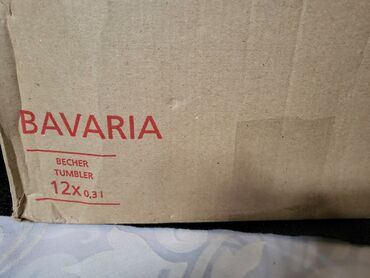 BAVARIA
BECHER
TUMBLER
12x 0,3 l